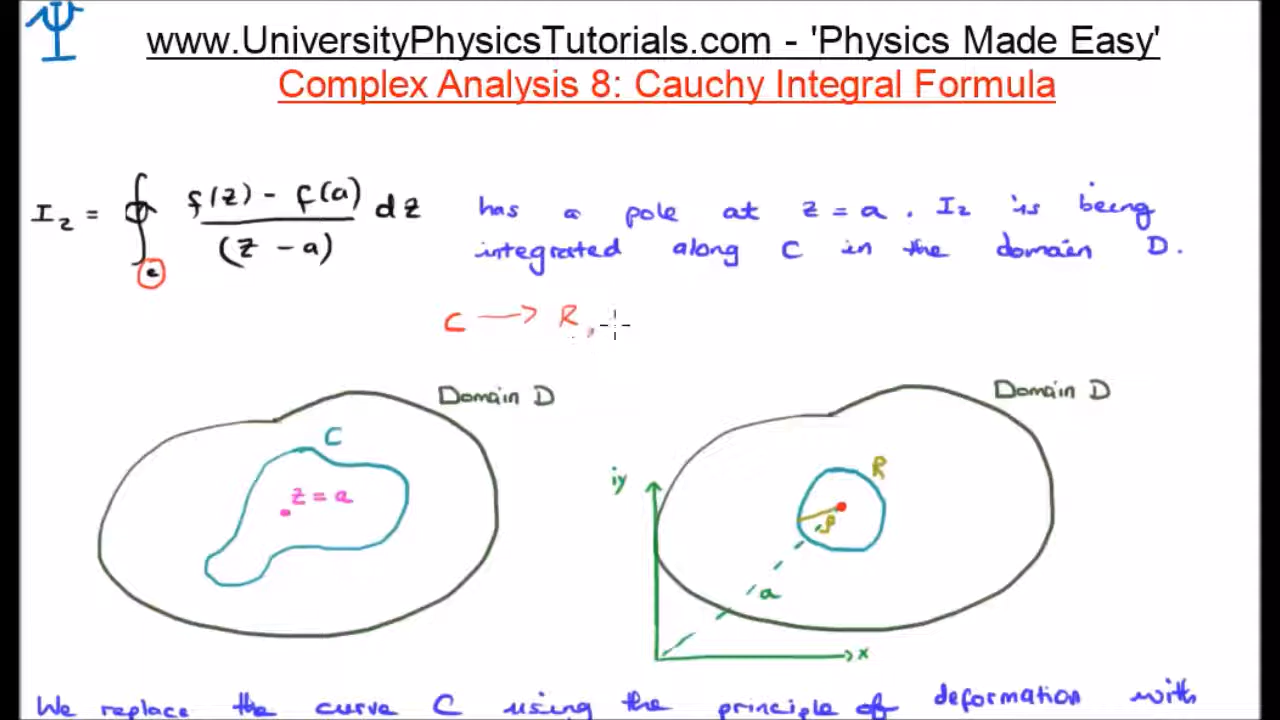 www.UniversityPhysicsTutorials.com - 'Physics Made Easy'
Complex Analysis 8: Cauchy Integral Formula
I₂ = ∮_C (f(z) - f(a))/(z - a) dz has a pole at z = a. I₂ is being
integrated along C in the domain D.
C → R,
Domain D
Domain D
C
z = a
iy
R
ρ
a
x
We replace the curve C using the principle of deformation with